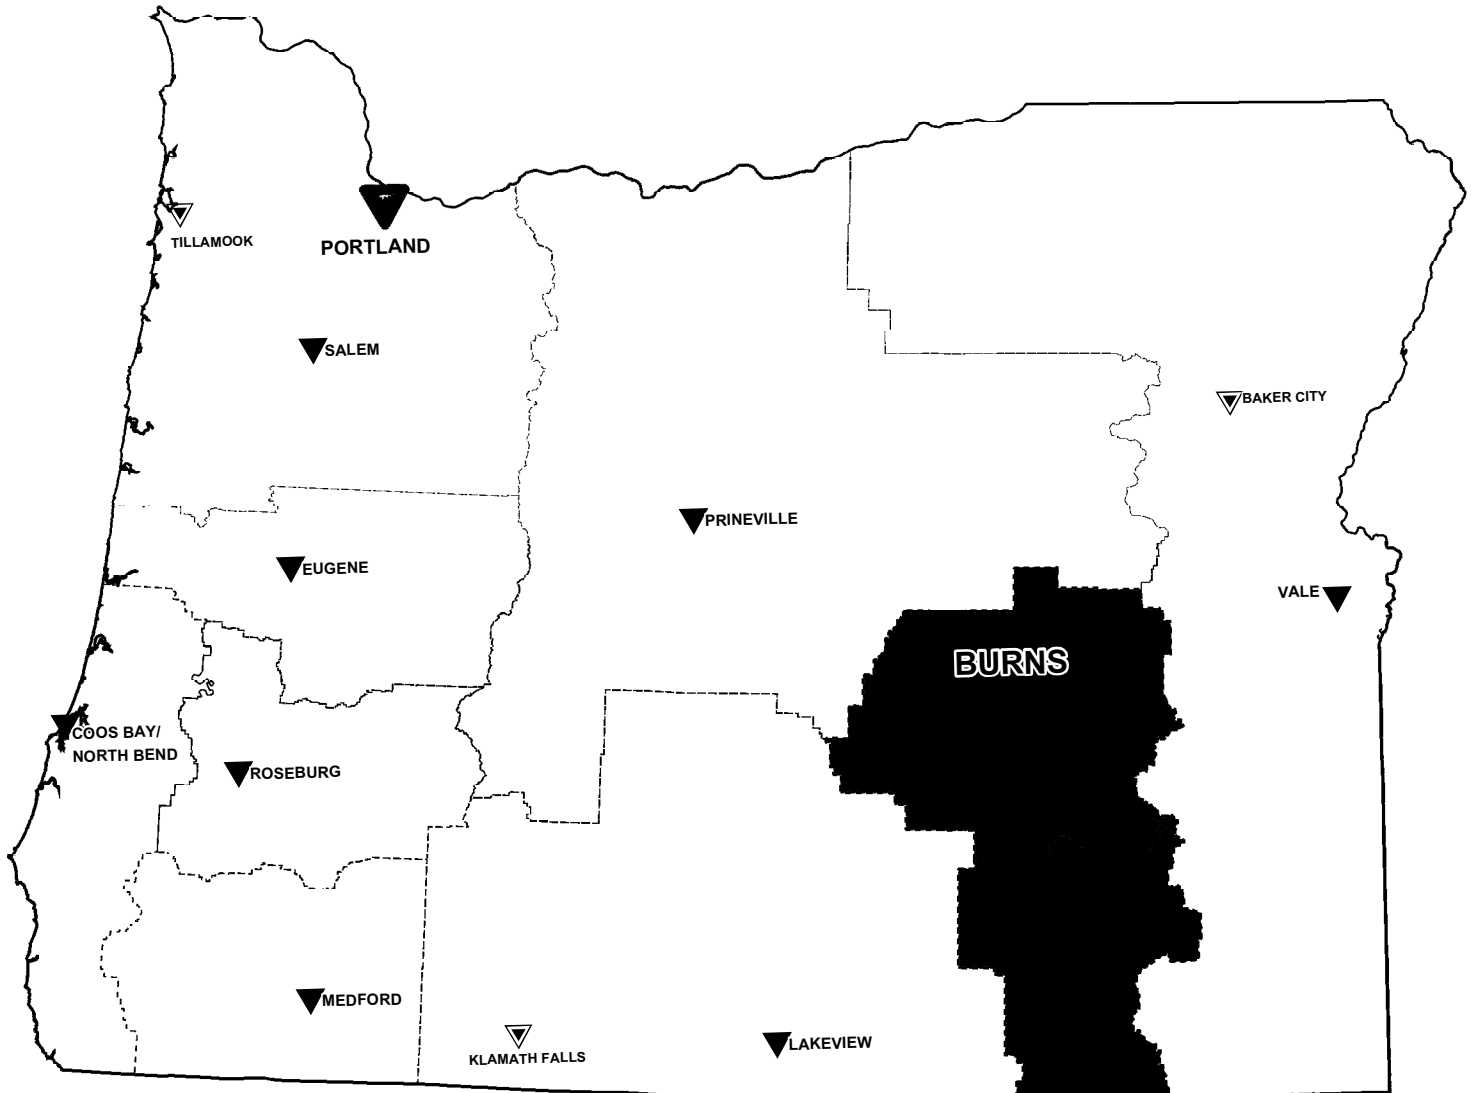 TILLAMOOK
PORTLAND
SALEM
BAKER CITY
PRINEVILLE
EUGENE
VALE
BURNS
COOS BAY/
NORTH BEND
ROSEBURG
MEDFORD
LAKEVIEW
KLAMATH FALLS